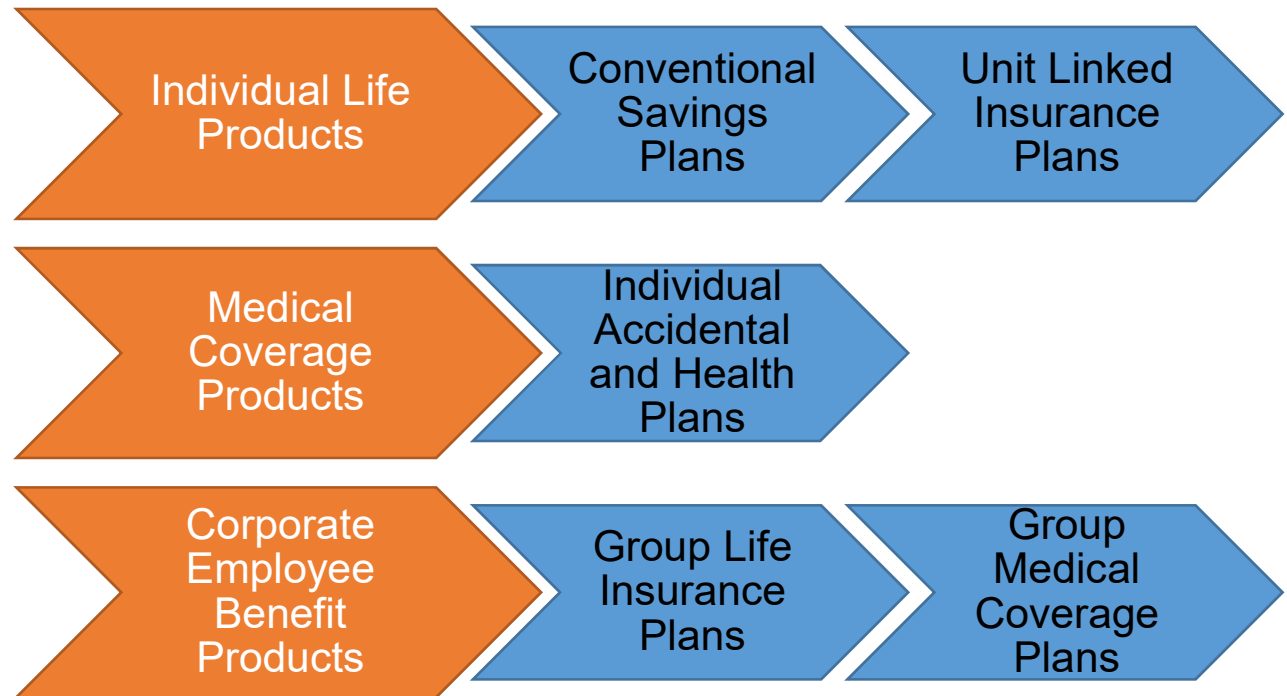 Individual Life
Products
Conventional
Savings
Plans
Unit Linked
Insurance
Plans
Medical
Coverage
Products
Individual
Accidental
and Health
Plans
Corporate
Employee
Benefit
Products
Group Life
Insurance
Plans
Group
Medical
Coverage
Plans